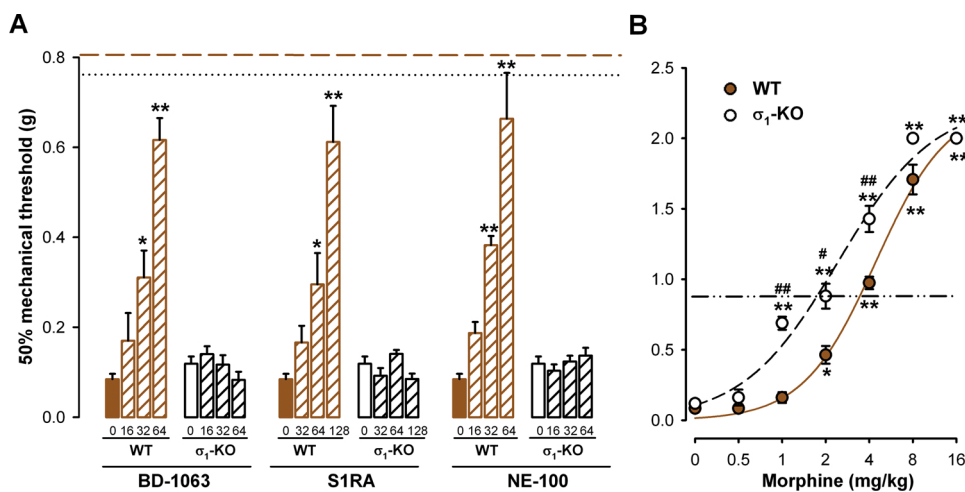 A
50% mechanical threshold (g)
0.8
0.6
0.4
0.2
0.0
**
*
**
*
**
**
0 16 32 64 0 16 32 64 0 32 64 128 0 32 64 128 0 16 32 64 0 16 32 64
WT σ₁-KO WT σ₁-KO WT σ₁-KO
BD-1063 S1RA NE-100
B
2.5
2.0
1.5
1.0
0.5
0.0
WT
σ₁-KO
** **
** **
##
**
#
**
##
**
**
*
0 0.5 1 2 4 8 16
Morphine (mg/kg)